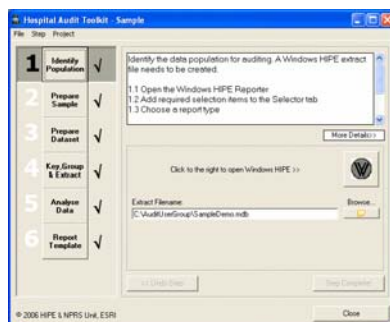 Hospital Audit Toolkit - Sample
File Step Project
1 Identify Population √
2 Prepare Sample √
3 Prepare Dataset √
4 Key, Group & Extract √
5 Analyse Data √
6 Report Template √
Identify the data population for auditing. A Windows HIPE extract
file needs to be created.
1.1 Open the Windows HIPE Reporter
1.2 Add required selection items to the Selector tab
1.3 Choose a report type
More Details>>
Click to the right to open Windows HIPE >>
W
Extract Filename:
Browse...
C:\AuditUserGroup\SampleDemo.mdb
<< Undo Step
Step Complete
© 2006 HIPE & NPRS Unit, ESRI
Close